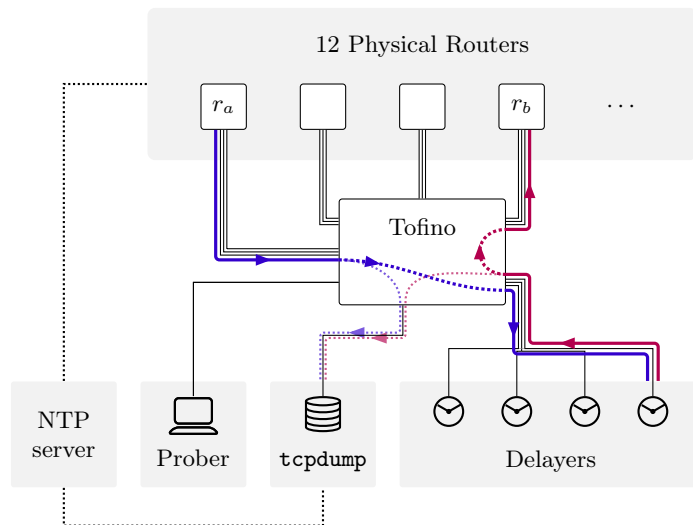 12 Physical Routers
r_a
r_b
...
Tofino
NTP
server
Prober
tcpdump
Delayers